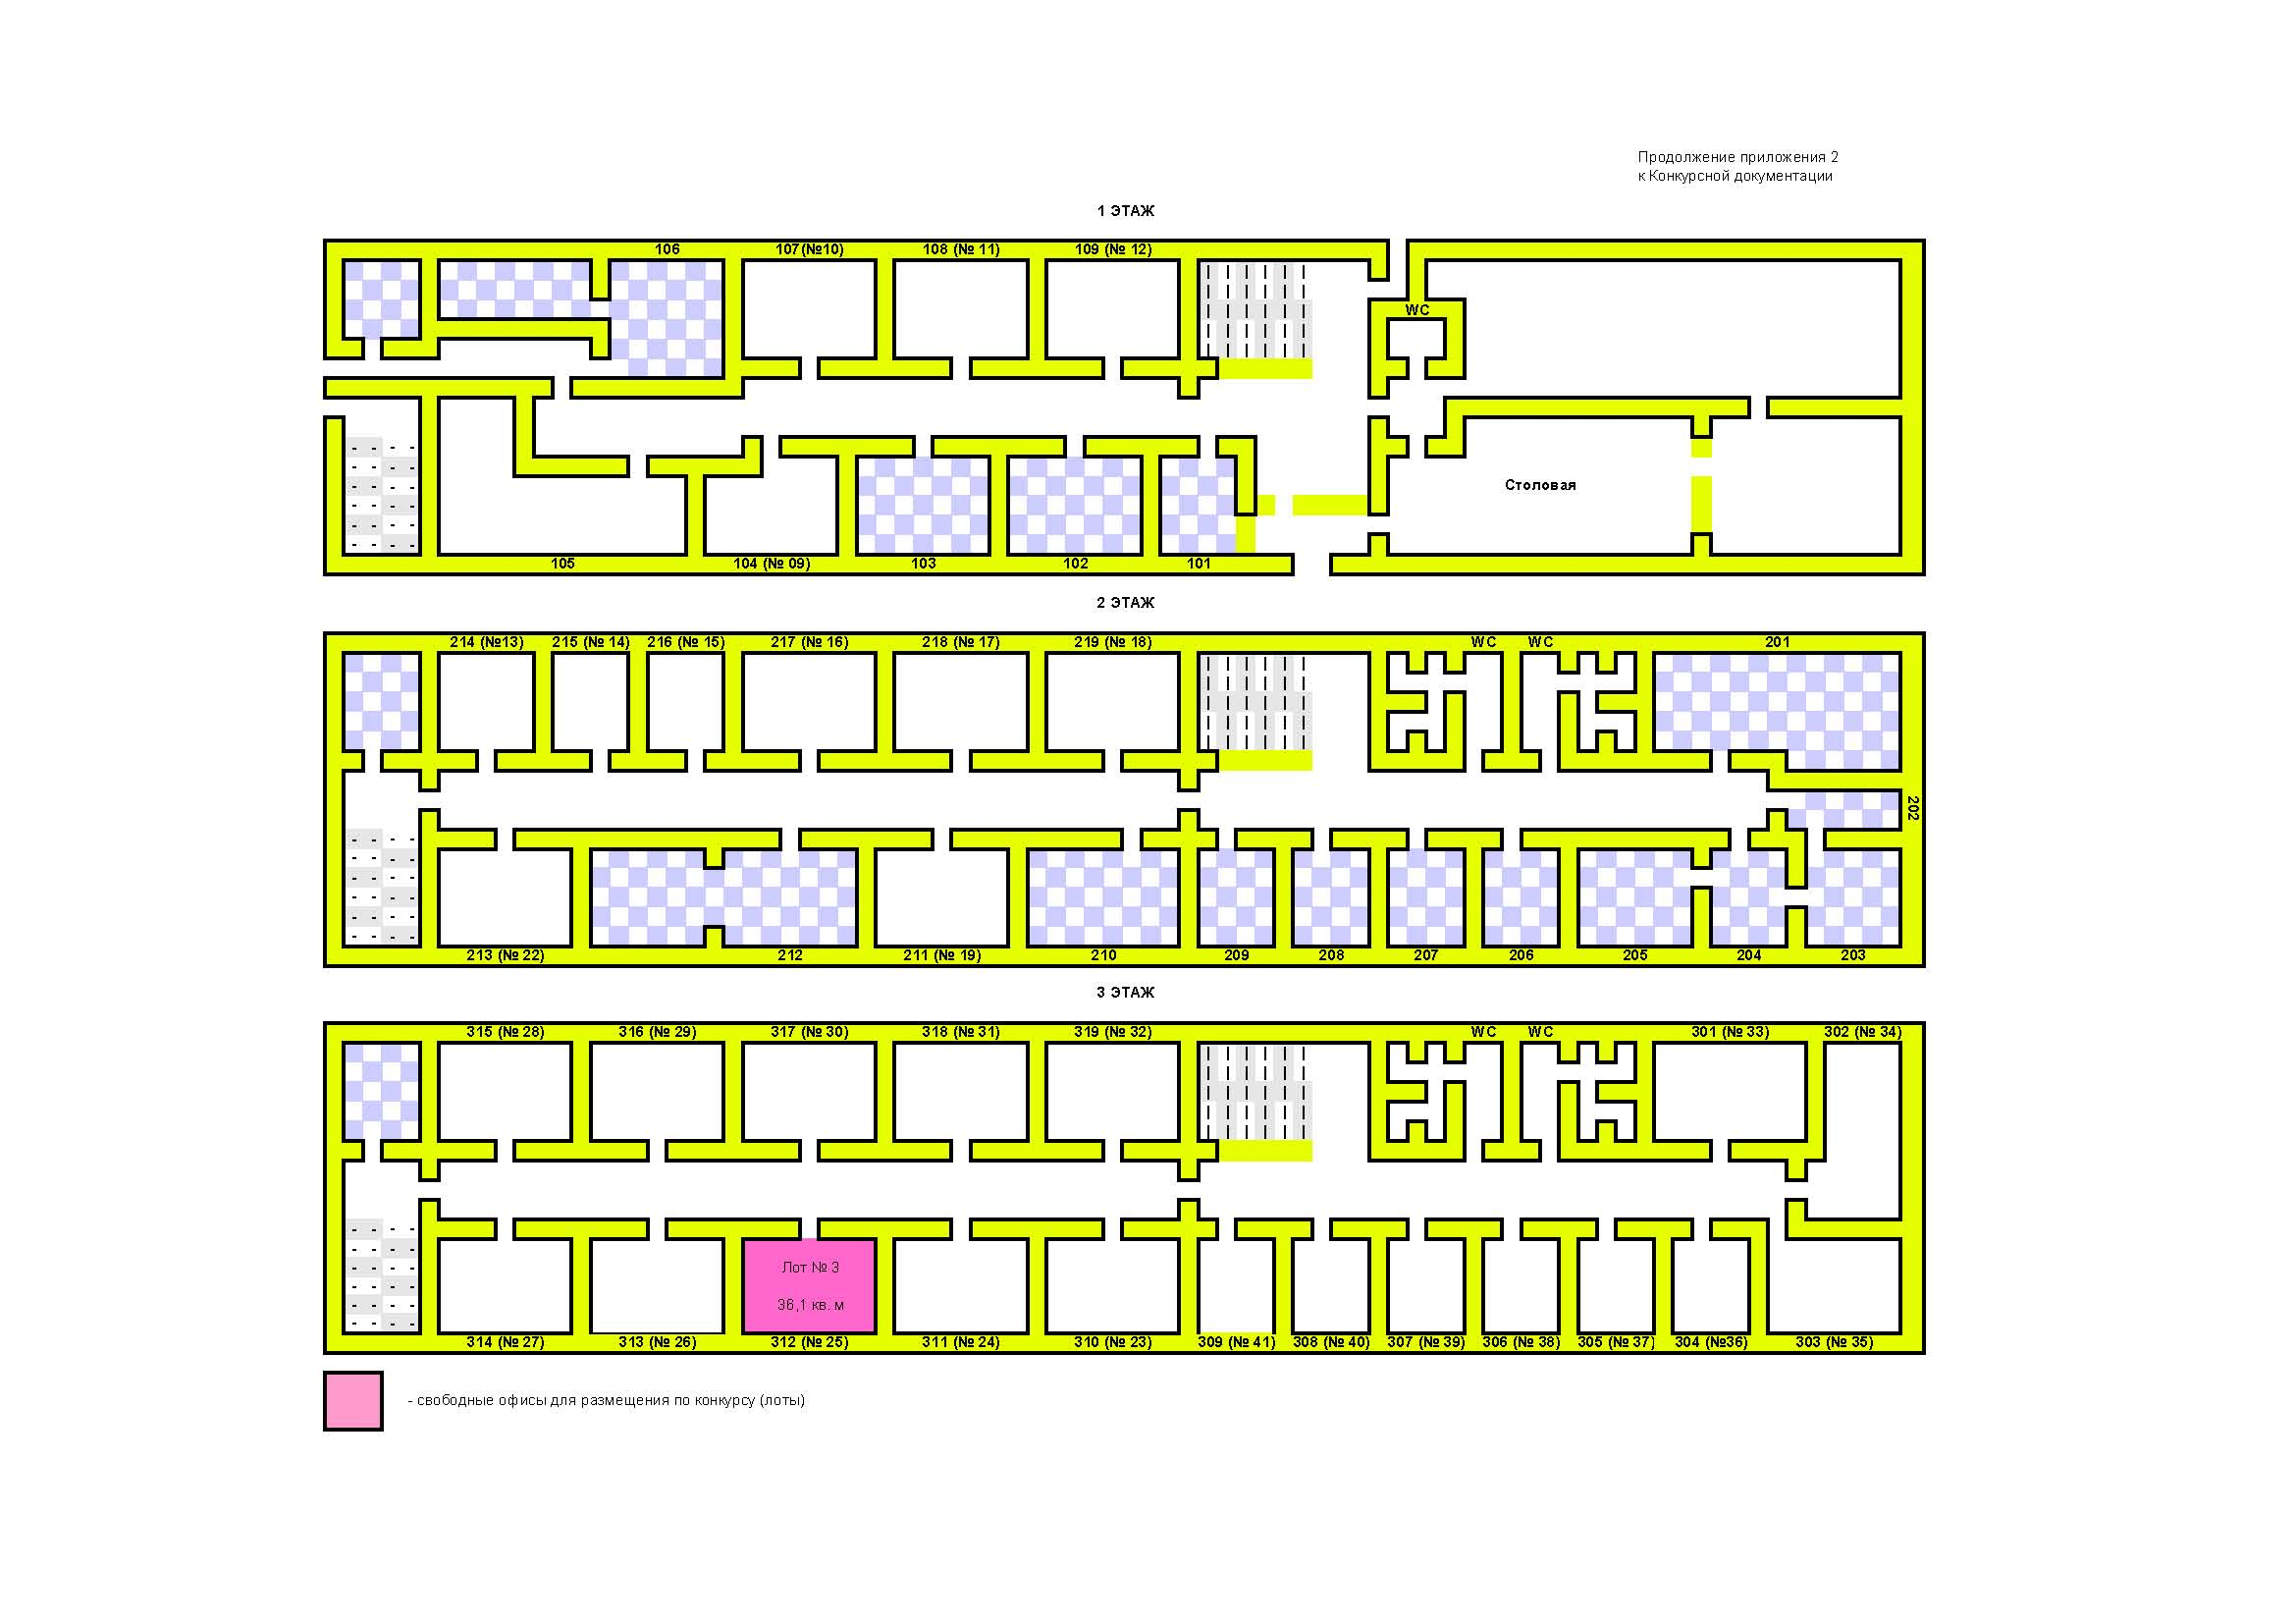 Продолжение приложения 2
к Конкурсной документации
1 ЭТАЖ
106 107(№10) 108 (№ 11) 109 (№ 12)
WC
Столовая
105 104 (№ 09) 103 102 101
2 ЭТАЖ
214 (№13) 215 (№ 14) 216 (№ 15) 217 (№ 16) 218 (№ 17) 219 (№ 18) WC WC 201
202
213 (№ 22) 212 211 (№ 19) 210 209 208 207 206 205 204 203
3 ЭТАЖ
315 (№ 28) 316 (№ 29) 317 (№ 30) 318 (№ 31) 319 (№ 32) WC WC 301 (№ 33) 302 (№ 34)
Лот № 3
36,1 кв. м
314 (№ 27) 313 (№ 26) 312 (№ 25) 311 (№ 24) 310 (№ 23) 309 (№ 41) 308 (№ 40) 307 (№ 39) 306 (№ 38) 305 (№ 37) 304 (№36) 303 (№ 35)
- свободные офисы для размещения по конкурсу (лоты)